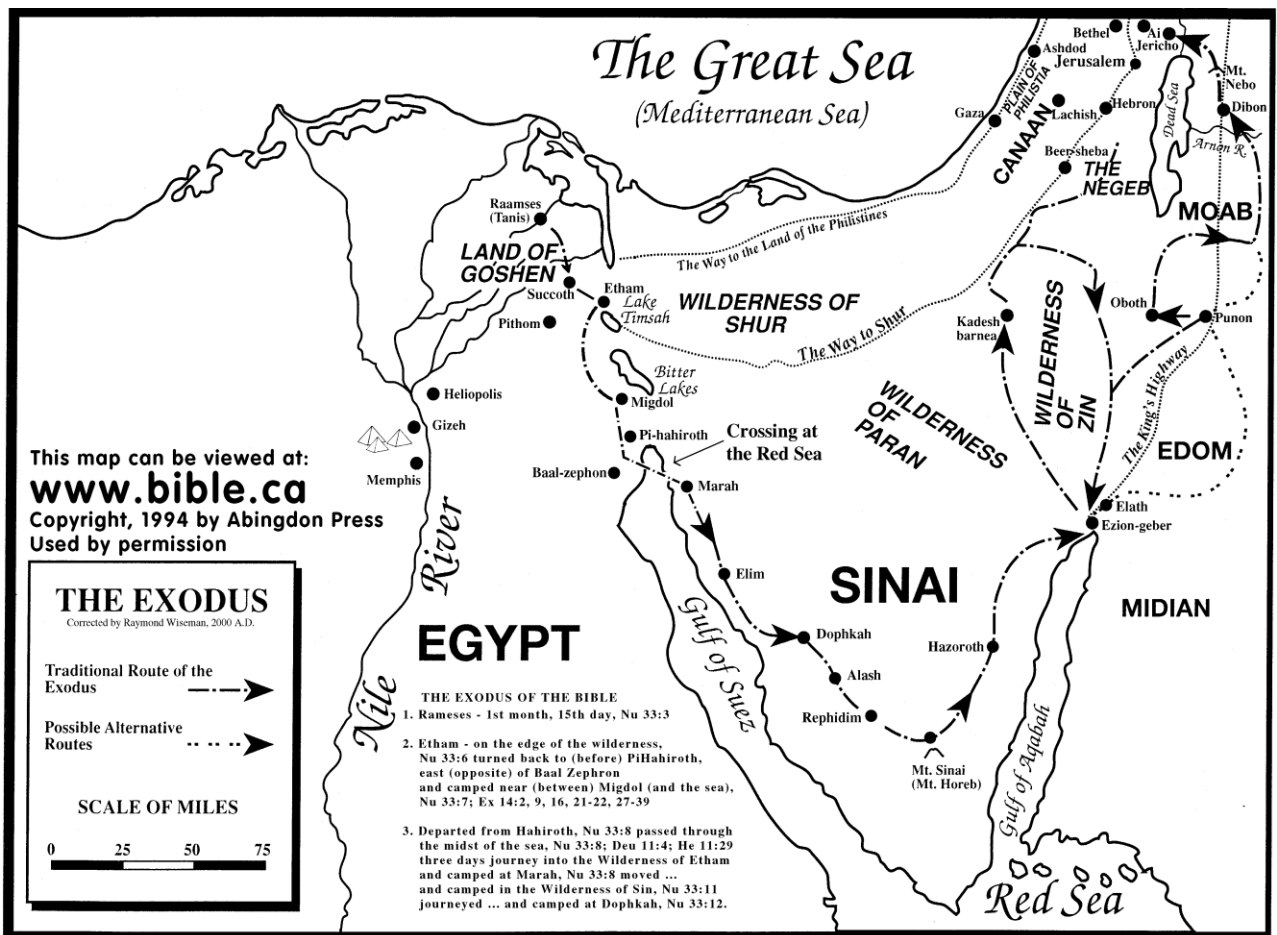 The Great Sea
(Mediterranean Sea)
Bethel
Ai
Jericho
Ashdod
Jerusalem
PLAIN OF
PHILISTIA
Mt.
Nebo
Gaza
CANAAN
Lachish
Hebron
Dead Sea
Dibon
Arnon R.
Beer-sheba
THE
NEGEB
MOAB
Raamses
(Tanis)
LAND OF
GOSHEN
The Way to the Land of the Philistines
Succoth
Etham
Lake
Timsah
WILDERNESS OF
SHUR
Pithom
The Way to Shur
Kadesh
barnea
WILDERNESS
OF
ZIN
Oboth
Punon
Bitter
Lakes
Heliopolis
Migdol
WILDERNESS
OF
PARAN
The King's Highway
Gizeh
Pi-hahiroth
Crossing at
the Red Sea
EDOM
Memphis
Baal-zephon
Marah
Elath
Ezion-geber
This map can be viewed at:
www.bible.ca
Copyright, 1994 by Abingdon Press
Used by permission
River
Nile
Elim
SINAI
MIDIAN
EGYPT
Gulf of Suez
Dophkah
Hazoroth
Alash
Rephidim
Mt. Sinai
(Mt. Horeb)
Gulf of Aqabah
Red Sea
THE EXODUS
Corrected by Raymond Wiseman, 2000 A.D.
Traditional Route of the
Exodus
Possible Alternative
Routes
SCALE OF MILES
0 25 50 75
THE EXODUS OF THE BIBLE
1. Rameses - 1st month, 15th day, Nu 33:3
2. Etham - on the edge of the wilderness,
Nu 33:6 turned back to (before) PiHahiroth,
east (opposite) of Baal Zephron
and camped near (between) Migdol (and the sea),
Nu 33:7; Ex 14:2, 9, 16, 21-22, 27-39
3. Departed from Hahiroth, Nu 33:8 passed through
the midst of the sea, Nu 33:8; Deu 11:4; He 11:29
three days journey into the Wilderness of Etham
and camped at Marah, Nu 33:8 moved ...
and camped in the Wilderness of Sin, Nu 33:11
journeyed ... and camped at Dophkah, Nu 33:12.